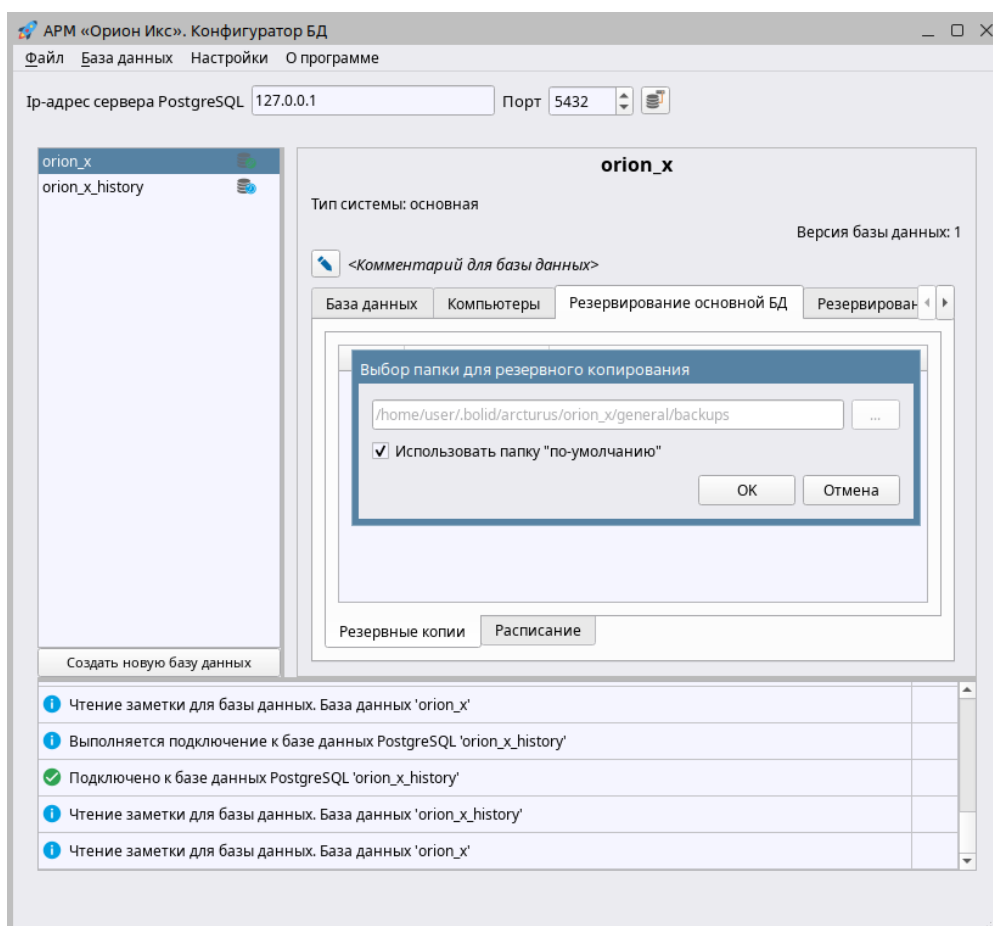 АРМ «Орион Икс». Конфигуратор БД
Файл База данных Настройки О программе
Ip-адрес сервера PostgreSQL 127.0.0.1 Порт 5432
orion_x
orion_x_history
Создать новую базу данных
orion_x
Тип системы: основная
Версия базы данных: 1
<Комментарий для базы данных>
База данных Компьютеры Резервирование основной БД Резервирован
Выбор папки для резервного копирования
/home/user/.bolid/arcturus/orion_x/general/backups ...
Использовать папку "по-умолчанию"
OK Отмена
Резервные копии Расписание
Чтение заметки для базы данных. База данных 'orion_x'
Выполняется подключение к базе данных PostgreSQL 'orion_x_history'
Подключено к базе данных PostgreSQL 'orion_x_history'
Чтение заметки для базы данных. База данных 'orion_x_history'
Чтение заметки для базы данных. База данных 'orion_x'